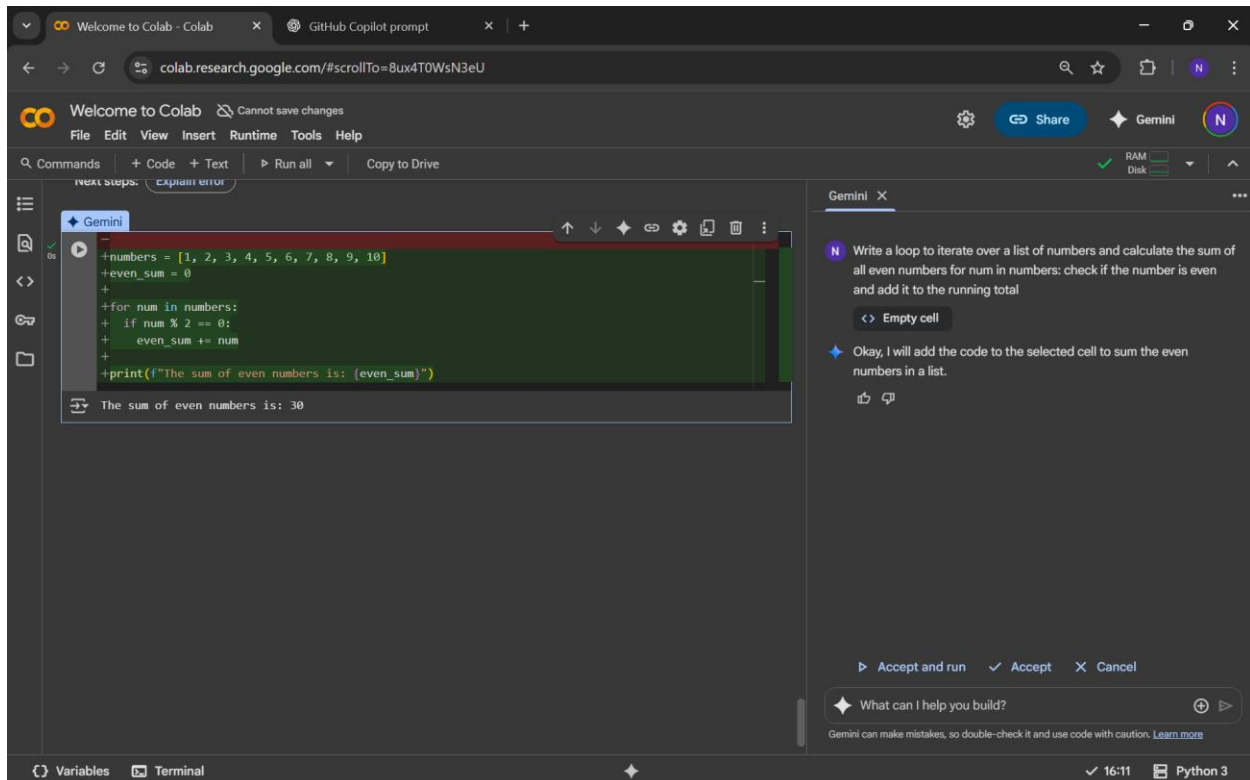 Welcome to Colab - Colab
GitHub Copilot prompt
colab.research.google.com/#scrollTo=8ux4T0WsN3eU
N
Welcome to Colab Cannot save changes
File Edit View Insert Runtime Tools Help
Share
Gemini
N
Commands + Code + Text Run all Copy to Drive
RAM
Disk
Next steps: Explain error
Gemini
0s
-
+numbers = [1, 2, 3, 4, 5, 6, 7, 8, 9, 10]
+even_sum = 0
+
+for num in numbers:
+  if num % 2 == 0:
+    even_sum += num
+
+print(f"The sum of even numbers is: {even_sum}")
The sum of even numbers is: 30
Gemini
N
Write a loop to iterate over a list of numbers and calculate the sum of
all even numbers for num in numbers: check if the number is even
and add it to the running total
<> Empty cell
Okay, I will add the code to the selected cell to sum the even
numbers in a list.
Accept and run Accept Cancel
What can I help you build?
Gemini can make mistakes, so double-check it and use code with caution. Learn more
{} Variables Terminal
16:11 Python 3